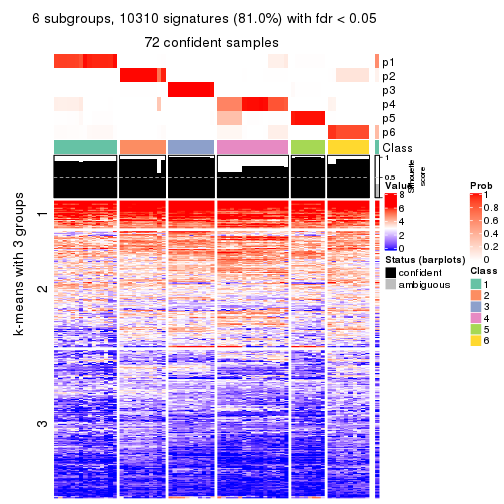 6 subgroups, 10310 signatures (81.0%) with fdr < 0.05
72 confident samples
p1
p2
p3
p4
p5
p6
Class
1
0.5
0
Silhouette
score
k-means with 3 groups
1
2
3
Value
8
6
4
2
0
Status (barplots)
confident
ambiguous
Prob
1
0.8
0.6
0.4
0.2
0
Class
1
2
3
4
5
6